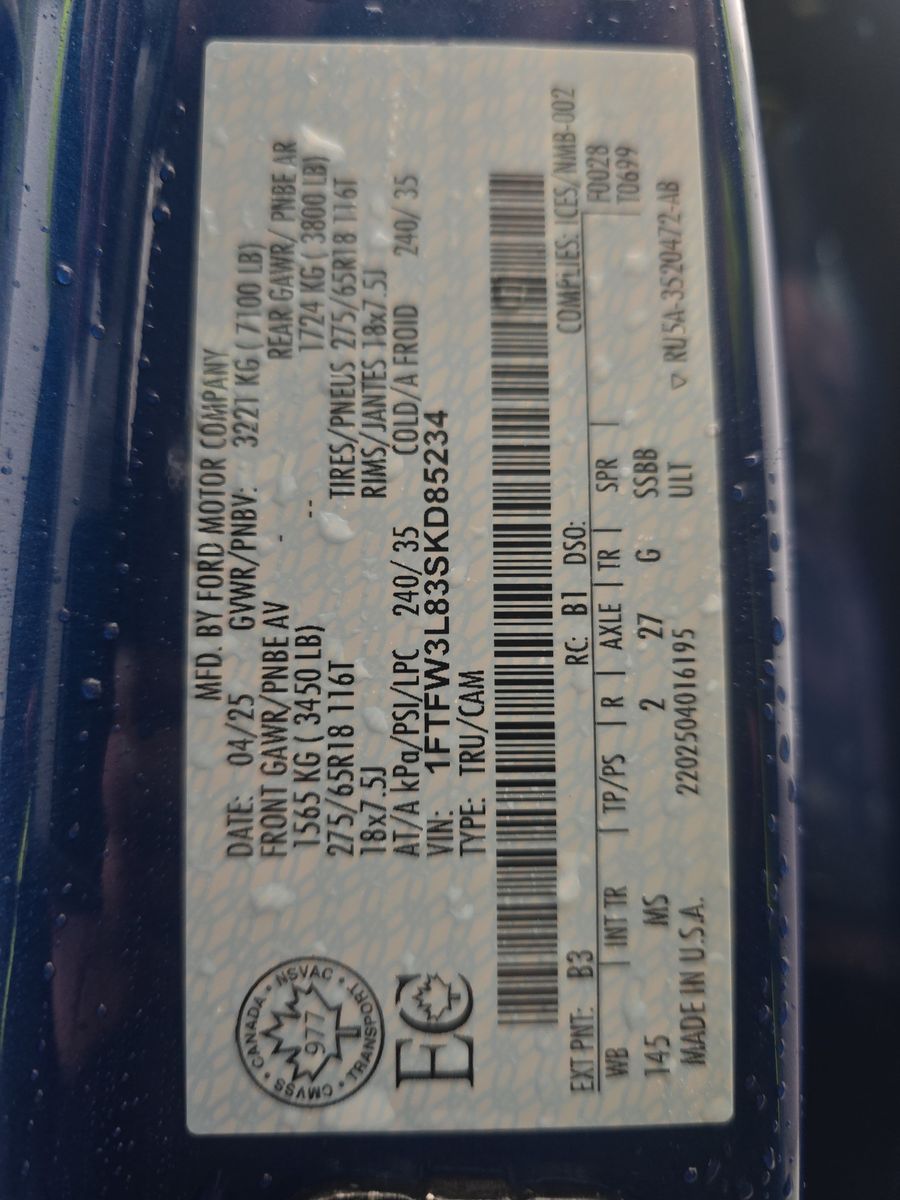 MFD. BY FORD MOTOR COMPANY
DATE: 04/25 GVWR/PNBV: 3221 KG ( 7100 LB)
FRONT GAWR/PNBE AV - REAR GAWR/ PNBE AR
1565 KG ( 3450 LB) -- 1724 KG ( 3800 LB)
275/65R18 116T TIRES/PNEUS 275/65R18 116T
18x7.5J RIMS/JANTES 18x7.5J
AT/A kPa/PSI/LPC 240/ 35 COLD/A FROID 240/ 35
VIN: 1FTFW3L83SKD85234
TYPE: TRU/CAM
CANADA • NSVAC • TRANSPORT • CMVSS •
977
T
EC
COMPLIES: ICES/NMB-002
EXT PNT: B3 RC: B1 DSO: F0028
WB | INT TR | TP/PS | R | AXLE | TR | SPR | T0699
145 MS 2 27 G SSBB
ULT
MADE IN U.S.A. 2202504016195 ▽ RU5A-3520472-AB